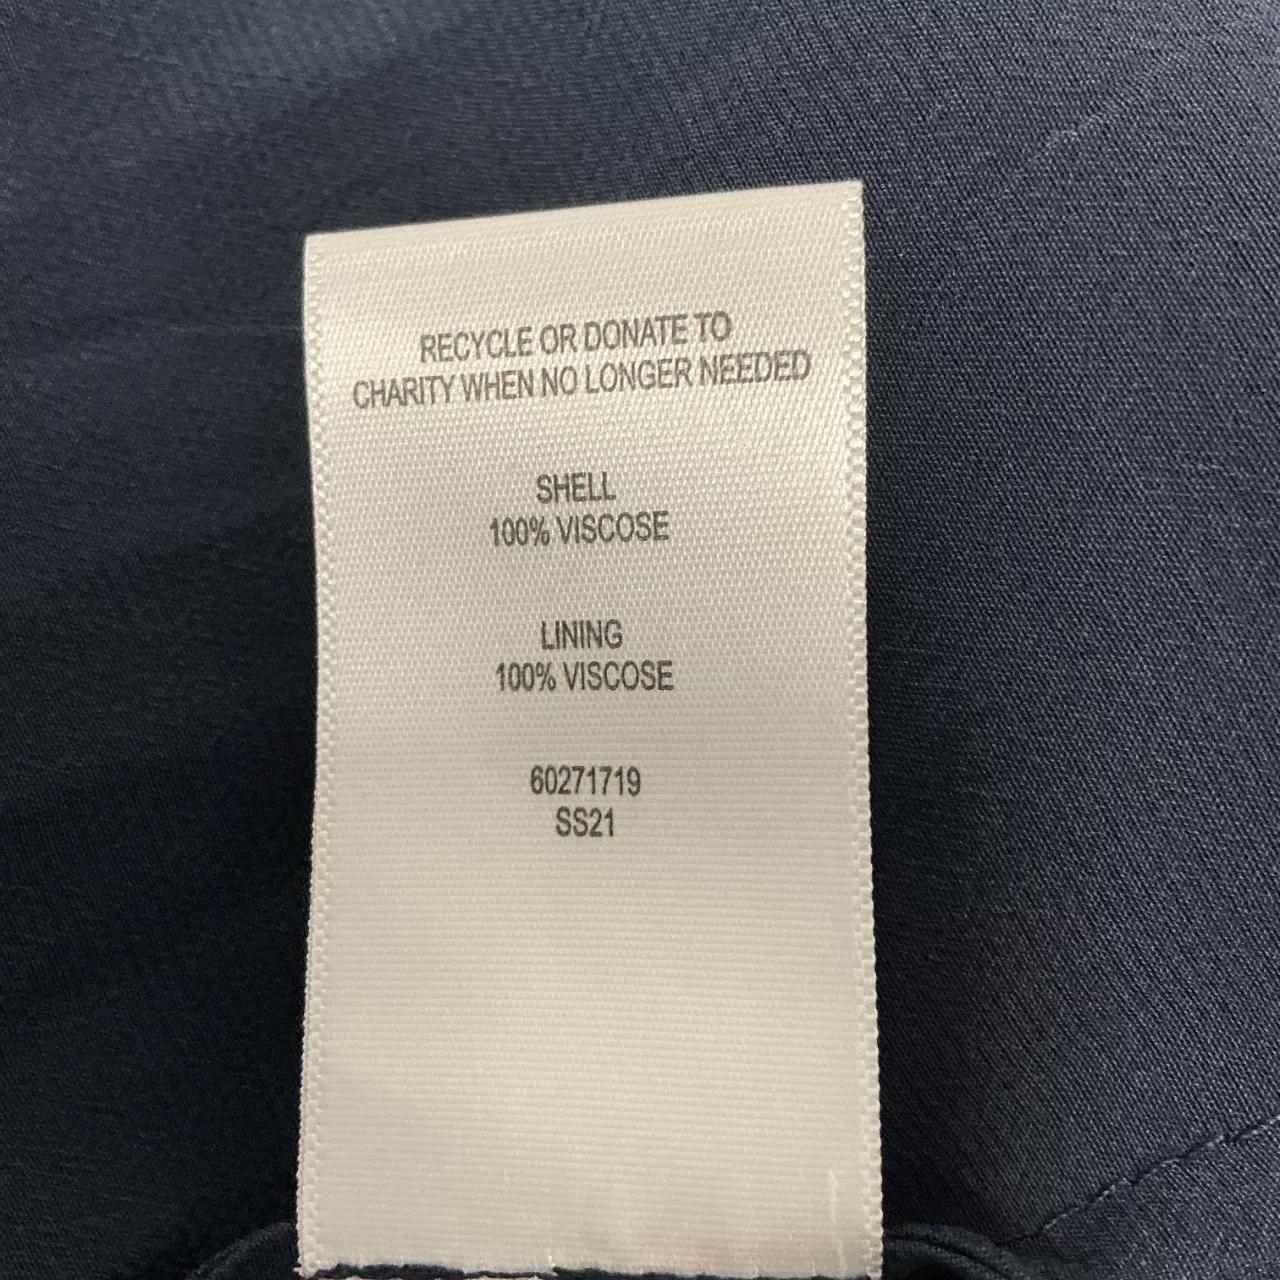 RECYCLE OR DONATE TO
CHARITY WHEN NO LONGER NEEDED
SHELL
100% VISCOSE
LINING
100% VISCOSE
60271719
SS21